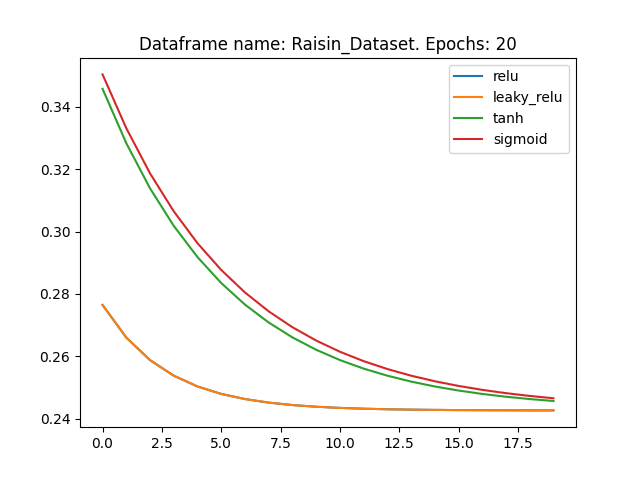 Dataframe name: Raisin_Dataset. Epochs: 20
relu
leaky_relu
tanh
sigmoid
0.34
0.32
0.30
0.28
0.26
0.24
0.0 2.5 5.0 7.5 10.0 12.5 15.0 17.5